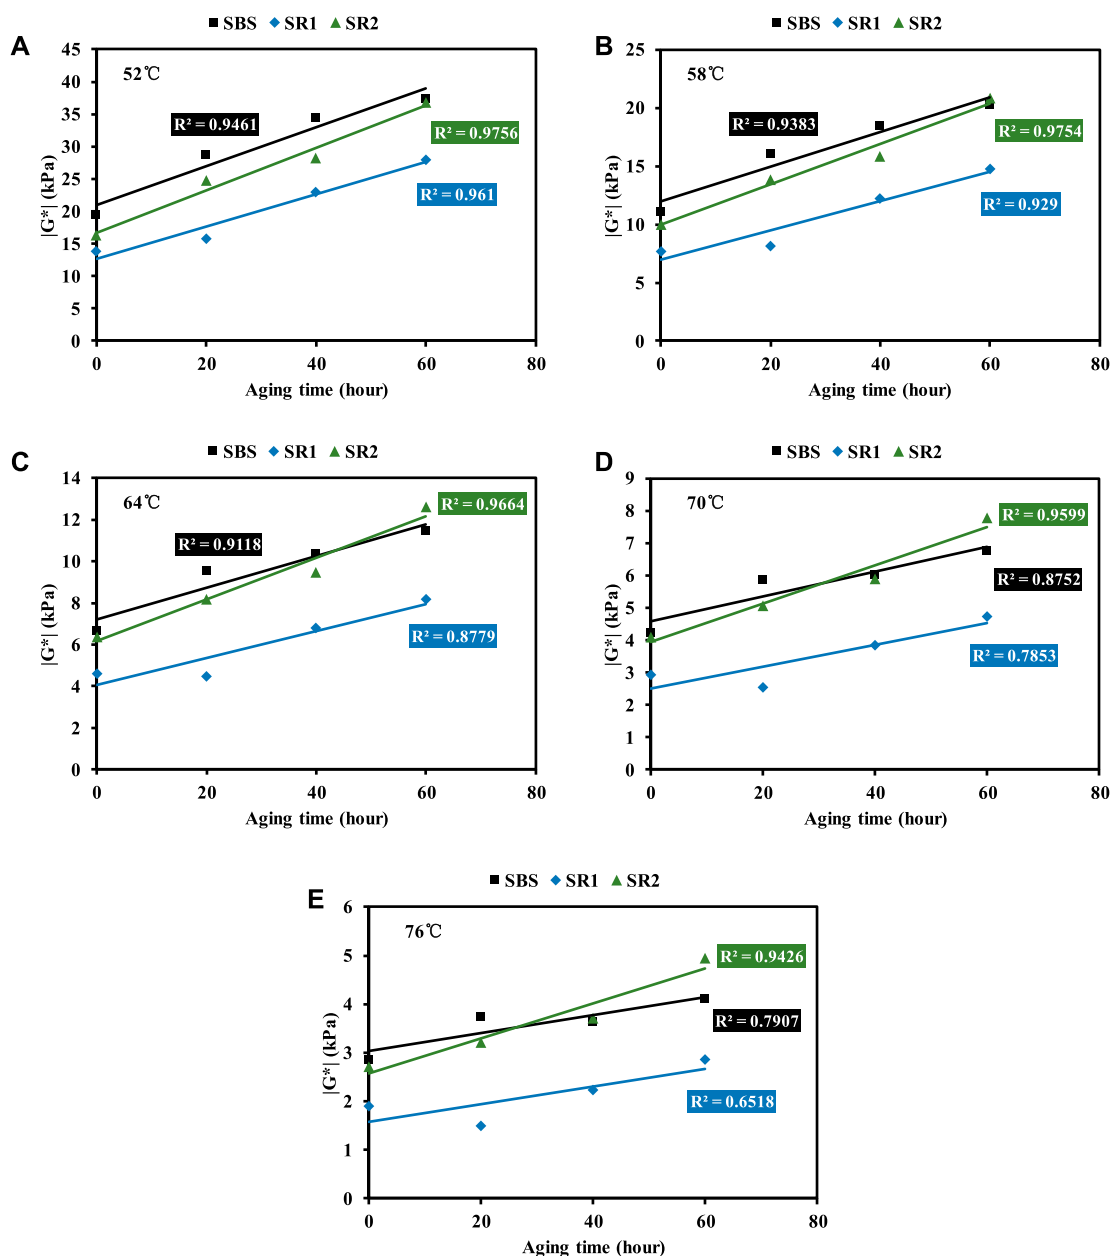 SBS SR1 SR2
A
45
40
35
30
25
20
15
10
5
0
|G*| (kPa)
52℃
R² = 0.9461
R² = 0.9756
R² = 0.961
0 20 40 60 80
Aging time (hour)
SBS SR1 SR2
B
25
20
15
10
5
0
|G*| (kPa)
58℃
R² = 0.9383
R² = 0.9754
R² = 0.929
0 20 40 60 80
Aging time (hour)
SBS SR1 SR2
C
14
12
10
8
6
4
2
0
|G*| (kPa)
64℃
R² = 0.9664
R² = 0.9118
R² = 0.8779
0 20 40 60 80
Aging time (hour)
SBS SR1 SR2
D
9
8
7
6
5
4
3
2
1
0
|G*| (kPa)
70℃
R² = 0.9599
R² = 0.8752
R² = 0.7853
0 20 40 60 80
Aging time (hour)
SBS SR1 SR2
E
6
5
4
3
2
1
0
|G*| (kPa)
76℃
R² = 0.9426
R² = 0.7907
R² = 0.6518
0 20 40 60 80
Aging time (hour)